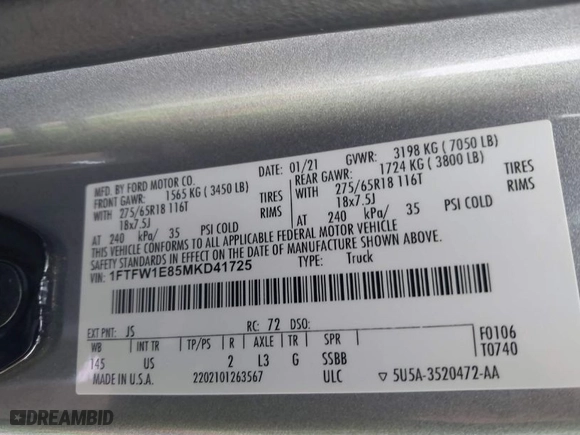 MFD. BY FORD MOTOR CO.
DATE: 01/21 GVWR: 3198 KG ( 7050 LB)
FRONT GAWR: 1565 KG ( 3450 LB) REAR GAWR: 1724 KG ( 3800 LB)
WITH 275/65R18 116T TIRES WITH 275/65R18 116T TIRES
18x7.5J RIMS 18x7.5J RIMS
AT 240 kPa/ 35 PSI COLD AT 240 kPa/ 35 PSI COLD
THIS VEHICLE CONFORMS TO ALL APPLICABLE FEDERAL MOTOR VEHICLE
SAFETY STANDARDS IN EFFECT ON THE DATE OF MANUFACTURE SHOWN ABOVE.
VIN: 1FTFW1E85MKD41725 TYPE: Truck
EXT PNT: JS RC: 72 DSO: F0106
WB INT TR TP/PS R AXLE TR SPR T0740
145 US 2 L3 G SSBB
MADE IN U.S.A. 2202101263567 ULC ▽ 5U5A-3520472-AA
DREAMBID